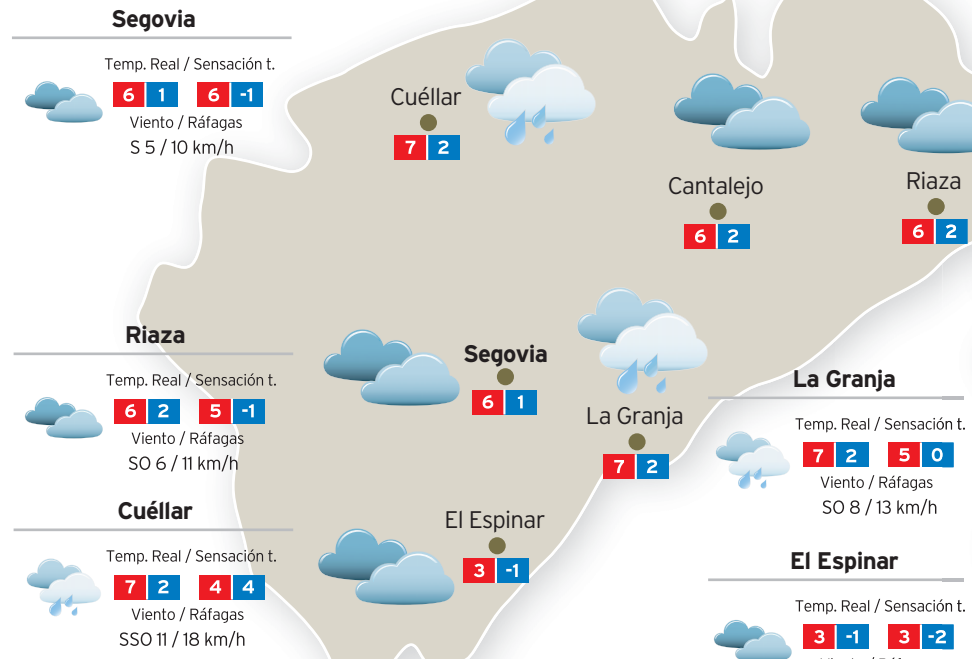 Segovia
Temp. Real / Sensación t.
6 1 6 -1
Viento / Ráfagas
S 5 / 10 km/h
Cuéllar
7 2
Cantalejo
6 2
Riaza
6 2
Riaza
Temp. Real / Sensación t.
6 2 5 -1
Viento / Ráfagas
SO 6 / 11 km/h
Segovia
6 1
La Granja
7 2
La Granja
Temp. Real / Sensación t.
7 2 5 0
Viento / Ráfagas
SO 8 / 13 km/h
Cuéllar
Temp. Real / Sensación t.
7 2 4 4
Viento / Ráfagas
SSO 11 / 18 km/h
El Espinar
3 -1
El Espinar
Temp. Real / Sensación t.
3 -1 3 -2